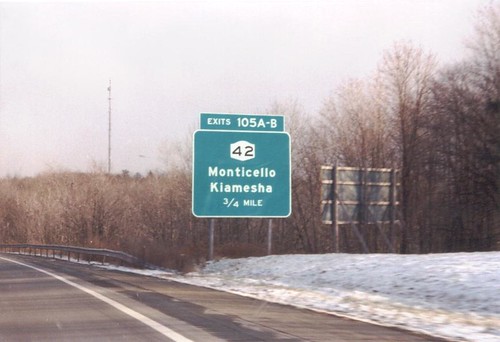 EXITS 105A-B
42
Monticello
Kiamesha
3/4 MILE